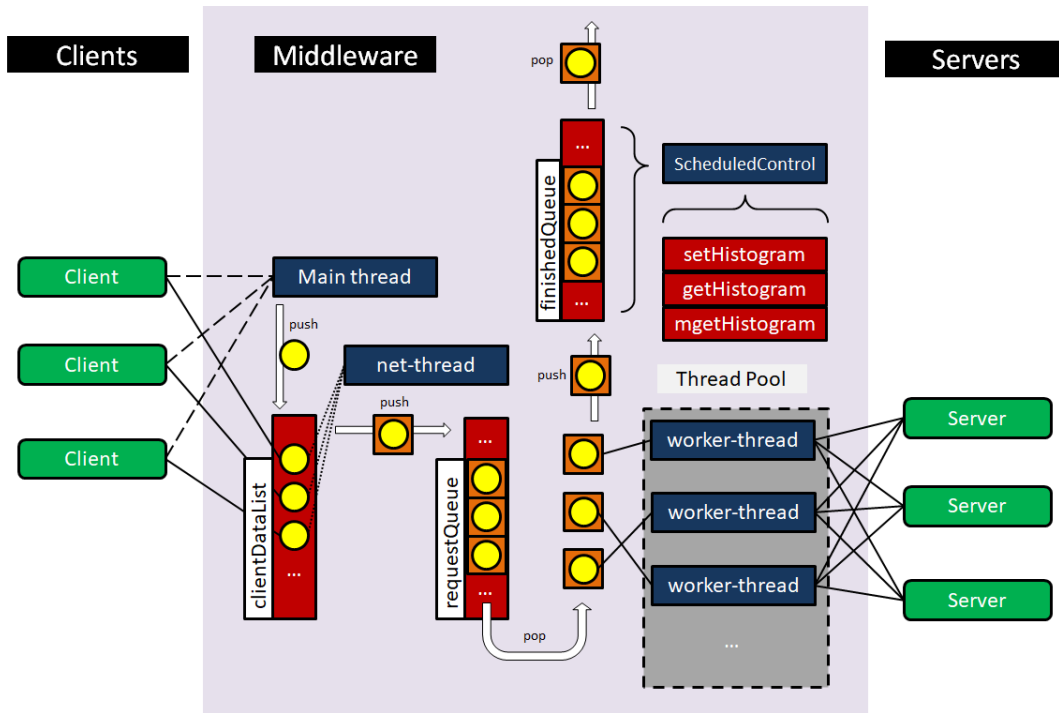 Clients
Middleware
Servers
pop
...
finishedQueue
...
ScheduledControl
setHistogram
getHistogram
mgetHistogram
Client
Client
Client
Main thread
push
net-thread
push
clientDataList
...
...
requestQueue
...
pop
push
Thread Pool
worker-thread
worker-thread
worker-thread
...
Server
Server
Server